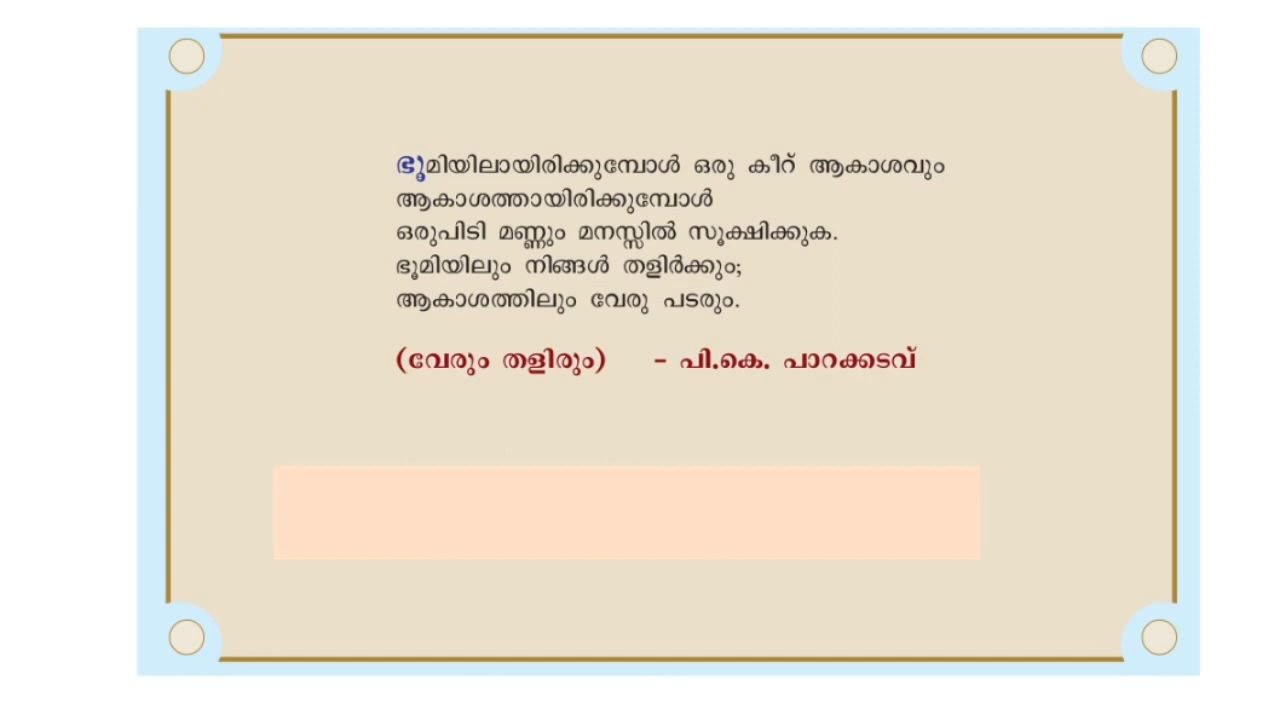 ഭൂമിയിലായിരിക്കുമ്പോൾ ഒരു കീറ് ആകാശവും
ആകാശത്തായിരിക്കുമ്പോൾ
ഒരുപിടി മണ്ണും മനസ്സിൽ സൂക്ഷിക്കുക.
ഭൂമിയിലും നിങ്ങൾ തളിർക്കും;
ആകാശത്തിലും വേരു പടരും.
(വേരും തളിരും) – പി.കെ. പാറക്കടവ്